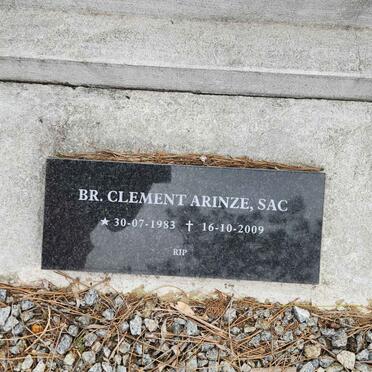 BR. CLEMENT ARINZE, SAC
★ 30-07-1983 ✝ 16-10-2009
RIP